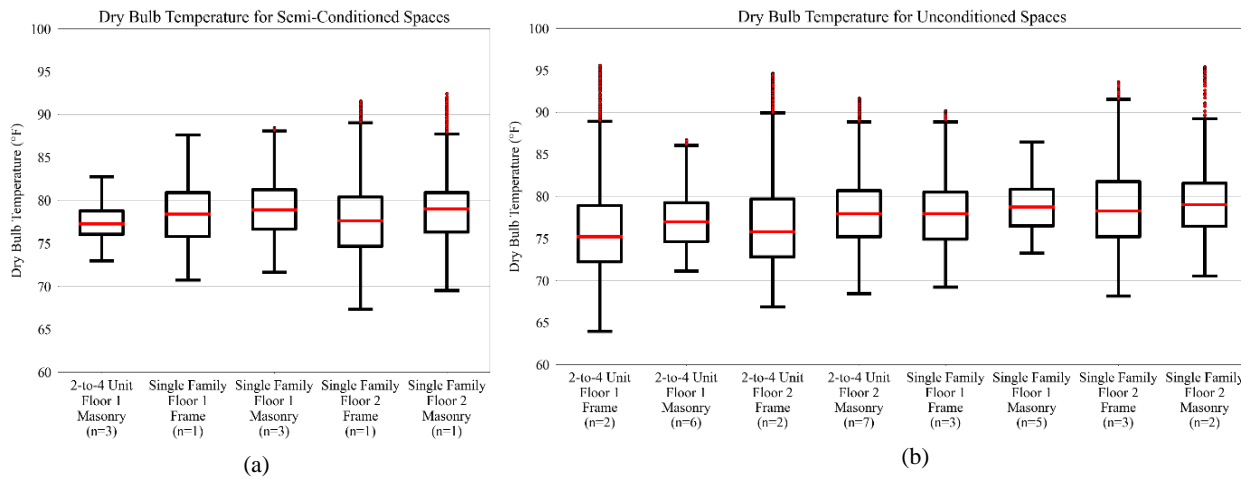 Dry Bulb Temperature for Semi-Conditioned Spaces
100
95
90
85
80
75
70
65
60
Dry Bulb Temperature (°F)
2-to-4 Unit
Floor 1
Masonry
(n=3)
Single Family
Floor 1
Frame
(n=1)
Single Family
Floor 1
Masonry
(n=3)
Single Family
Floor 2
Frame
(n=1)
Single Family
Floor 2
Masonry
(n=1)
(a)
Dry Bulb Temperature for Unconditioned Spaces
100
95
90
85
80
75
70
65
60
Dry Bulb Temperature (°F)
2-to-4 Unit
Floor 1
Frame
(n=2)
2-to-4 Unit
Floor 1
Masonry
(n=6)
2-to-4 Unit
Floor 2
Frame
(n=2)
2-to-4 Unit
Floor 2
Masonry
(n=7)
Single Family
Floor 1
Frame
(n=3)
Single Family
Floor 1
Masonry
(n=5)
Single Family
Floor 2
Frame
(n=3)
Single Family
Floor 2
Masonry
(n=2)
(b)